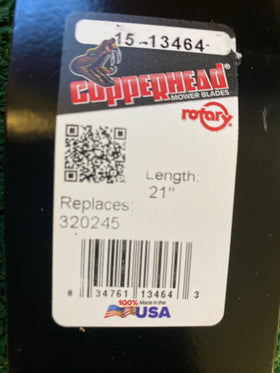 15-13464
COPPERHEAD®
MOWER BLADES
rotary®
Length:
21"
Replaces:
320245
8 34761 13464 3
100% Made in the
USA